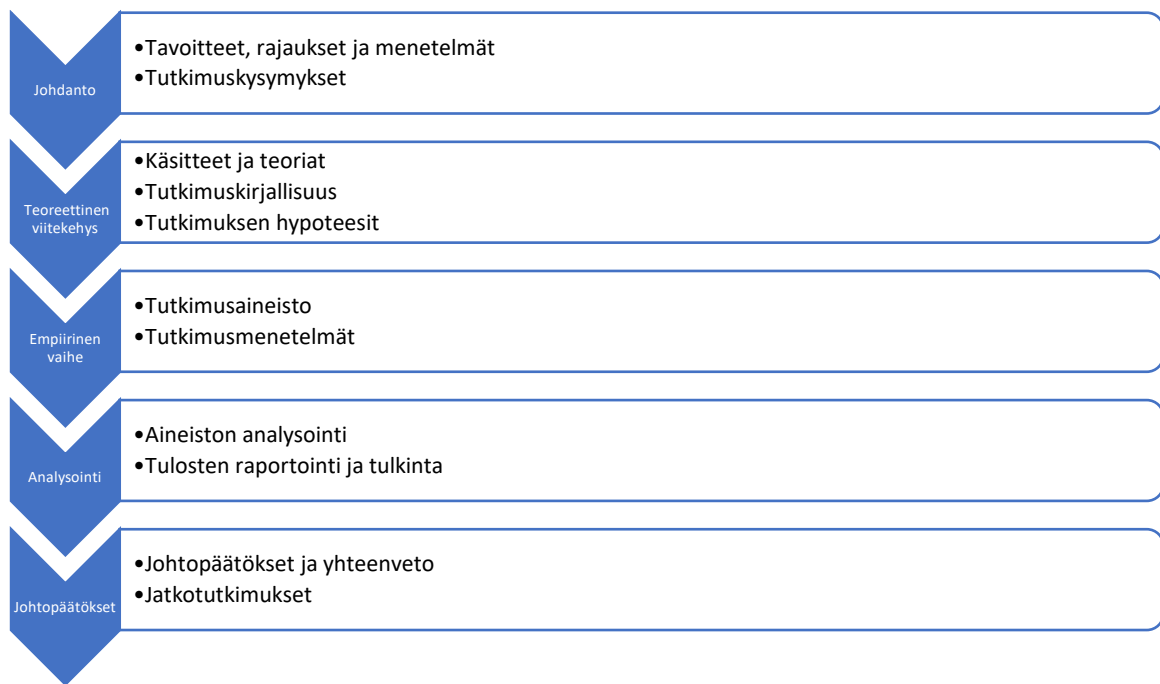 Johdanto
•Tavoitteet, rajaukset ja menetelmät
•Tutkimuskysymykset
Teoreettinen
viitekehys
•Käsitteet ja teoriat
•Tutkimuskirjallisuus
•Tutkimuksen hypoteesit
Empiirinen
vaihe
•Tutkimusaineisto
•Tutkimusmenetelmät
Analysointi
•Aineiston analysointi
•Tulosten raportointi ja tulkinta
Johtopäätökset
•Johtopäätökset ja yhteenveto
•Jatkotutkimukset